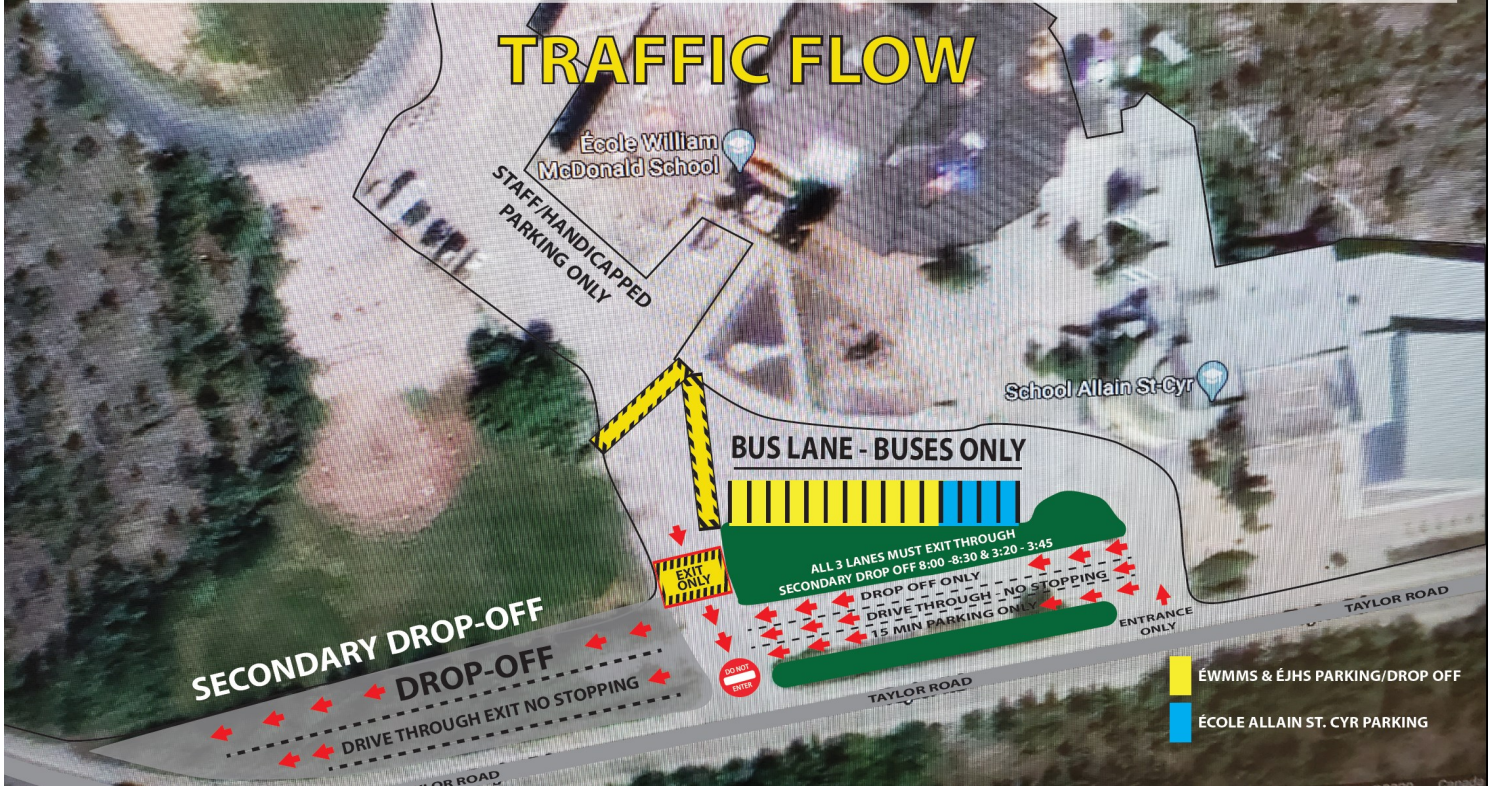 TRAFFIC FLOW
École William
McDonald School
STAFF/HANDICAPPED
PARKING ONLY
School Allain St-Cyr
BUS LANE - BUSES ONLY
ALL 3 LANES MUST EXIT THROUGH
SECONDARY DROP OFF 8:00 -8:30 & 3:20 - 3:45
DROP OFF ONLY
DRIVE THROUGH - NO STOPPING
15 MIN PARKING ONLY
EXIT
ONLY
ENTRANCE
ONLY
TAYLOR ROAD
SECONDARY DROP-OFF
DROP-OFF
DRIVE THROUGH EXIT NO STOPPING
DO NOT
ENTER
TAYLOR ROAD
ÉWMMS & ÉJHS PARKING/DROP OFF
ÉCOLE ALLAIN ST. CYR PARKING
LOR ROAD
Canada